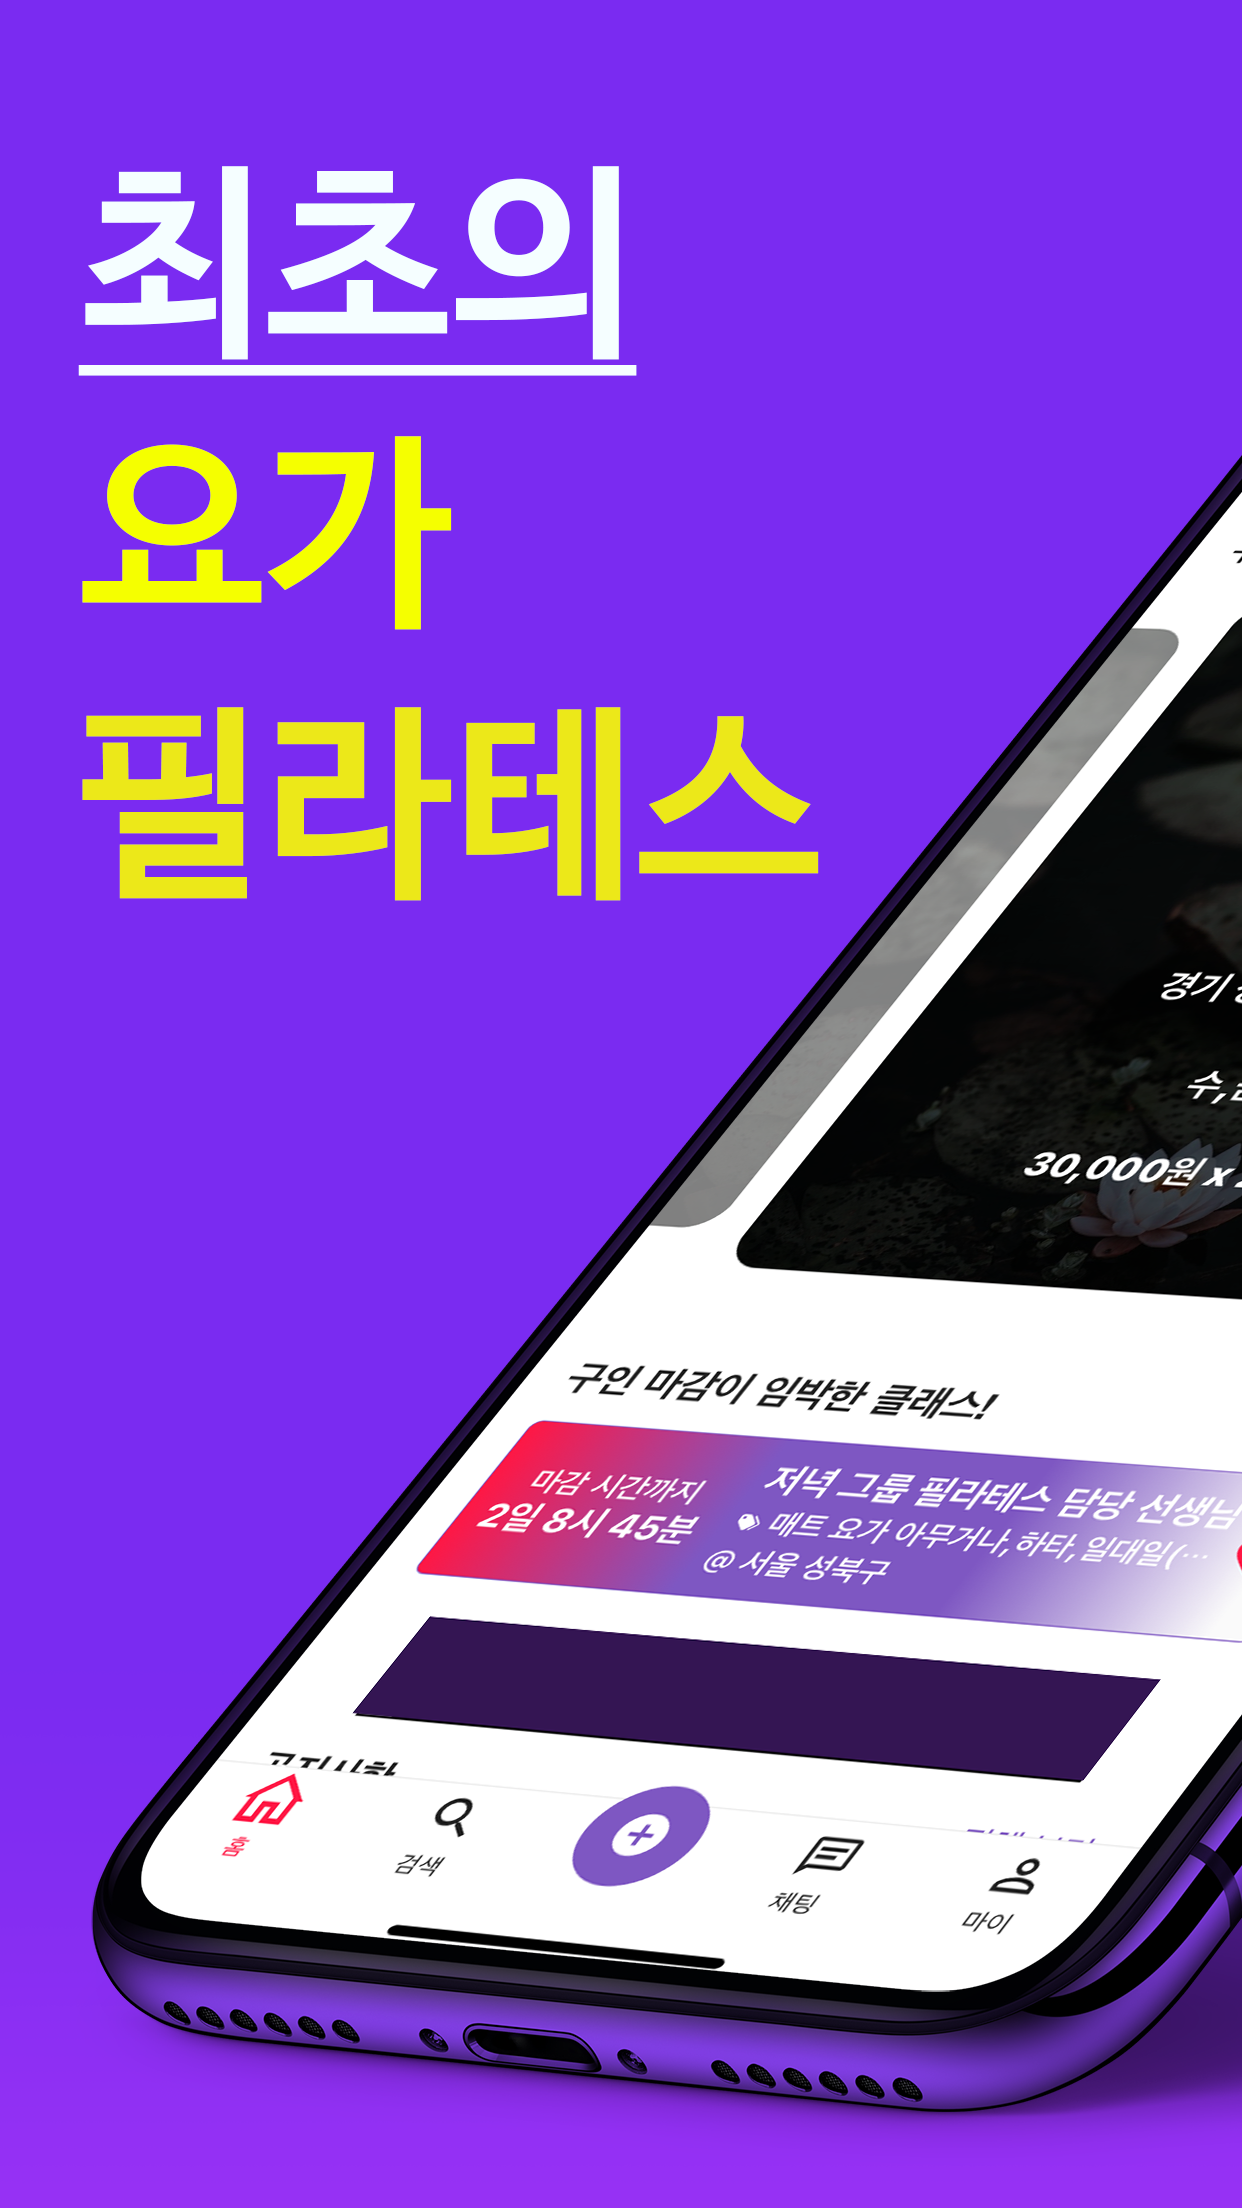 최초의
요가
필라테스
경기
수,
30,000원 x
구인 마감이 임박한 클래스!
마감 시간까지
2일 8시 45분
저녁 그룹 필라테스 담당 선생님
매트 요가 아무거나, 하타, 일대일(…
@ 서울 성북구
공지사항
홈
검색
채팅
마이